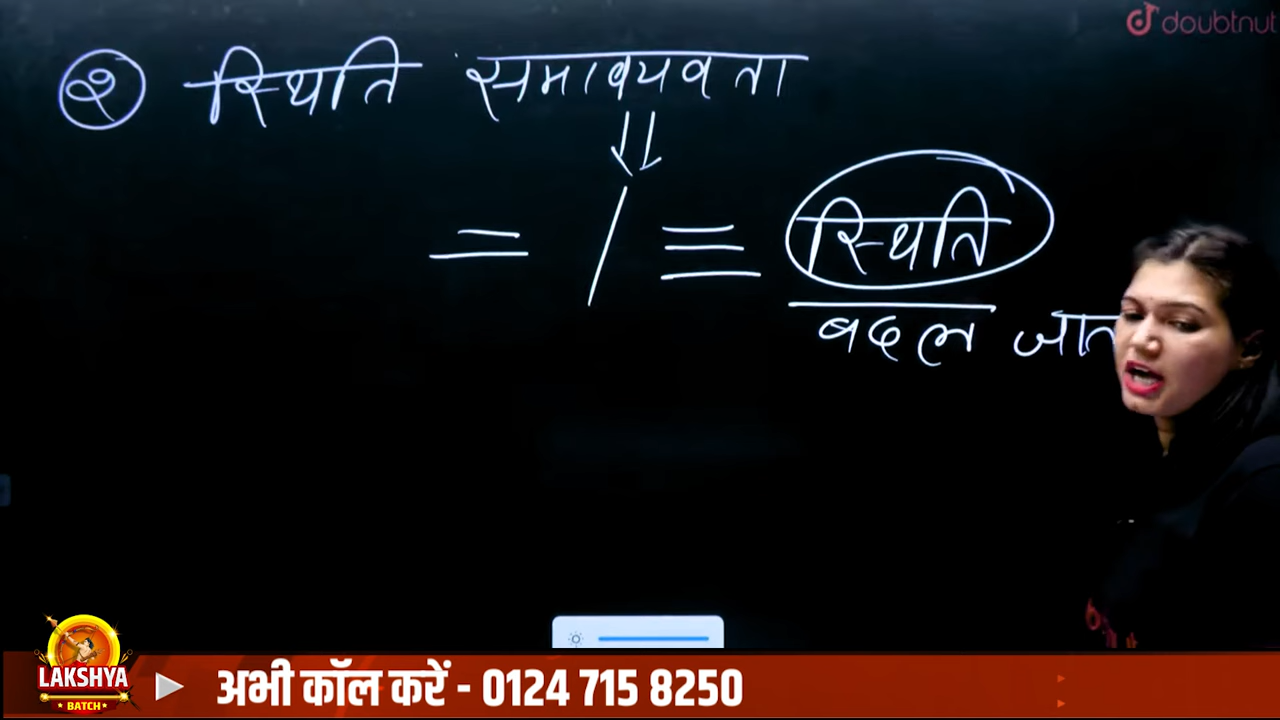 doubtnut
२ स्थिति समावयवता
= / ≡ स्थिति
बदल जात
LAKSHYA
BATCH
अभी कॉल करें - 0124 715 8250